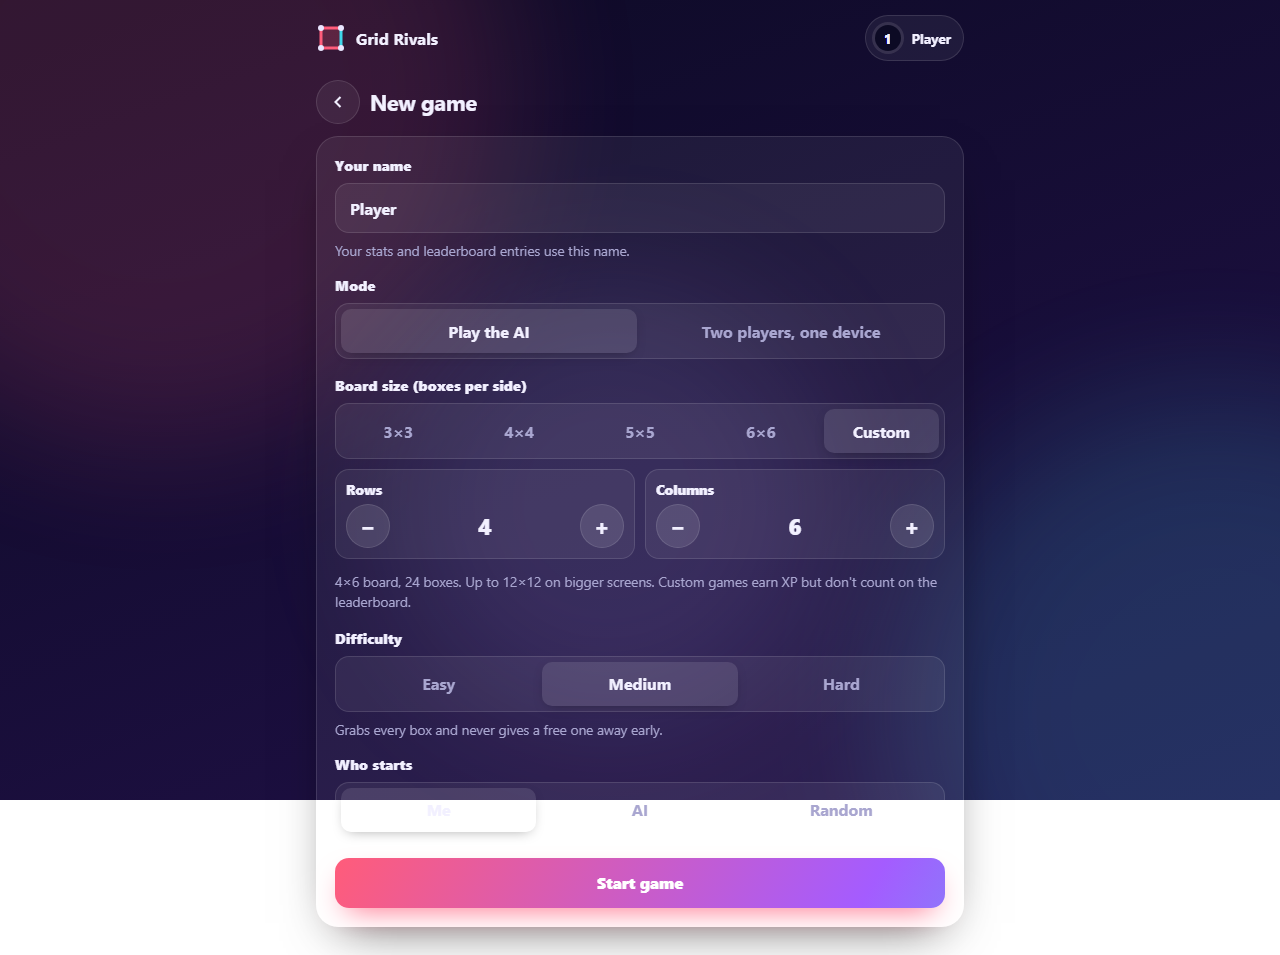 Grid Rivals
1 Player
New game
Your name
Player
Your stats and leaderboard entries use this name.
Mode
Play the AI Two players, one device
Board size (boxes per side)
3×3 4×4 5×5 6×6 Custom
Rows Columns
− 4 + − 6 +
4×6 board, 24 boxes. Up to 12×12 on bigger screens. Custom games earn XP but don't count on the
leaderboard.
Difficulty
Easy Medium Hard
Grabs every box and never gives a free one away early.
Who starts
Me AI Random
Start game